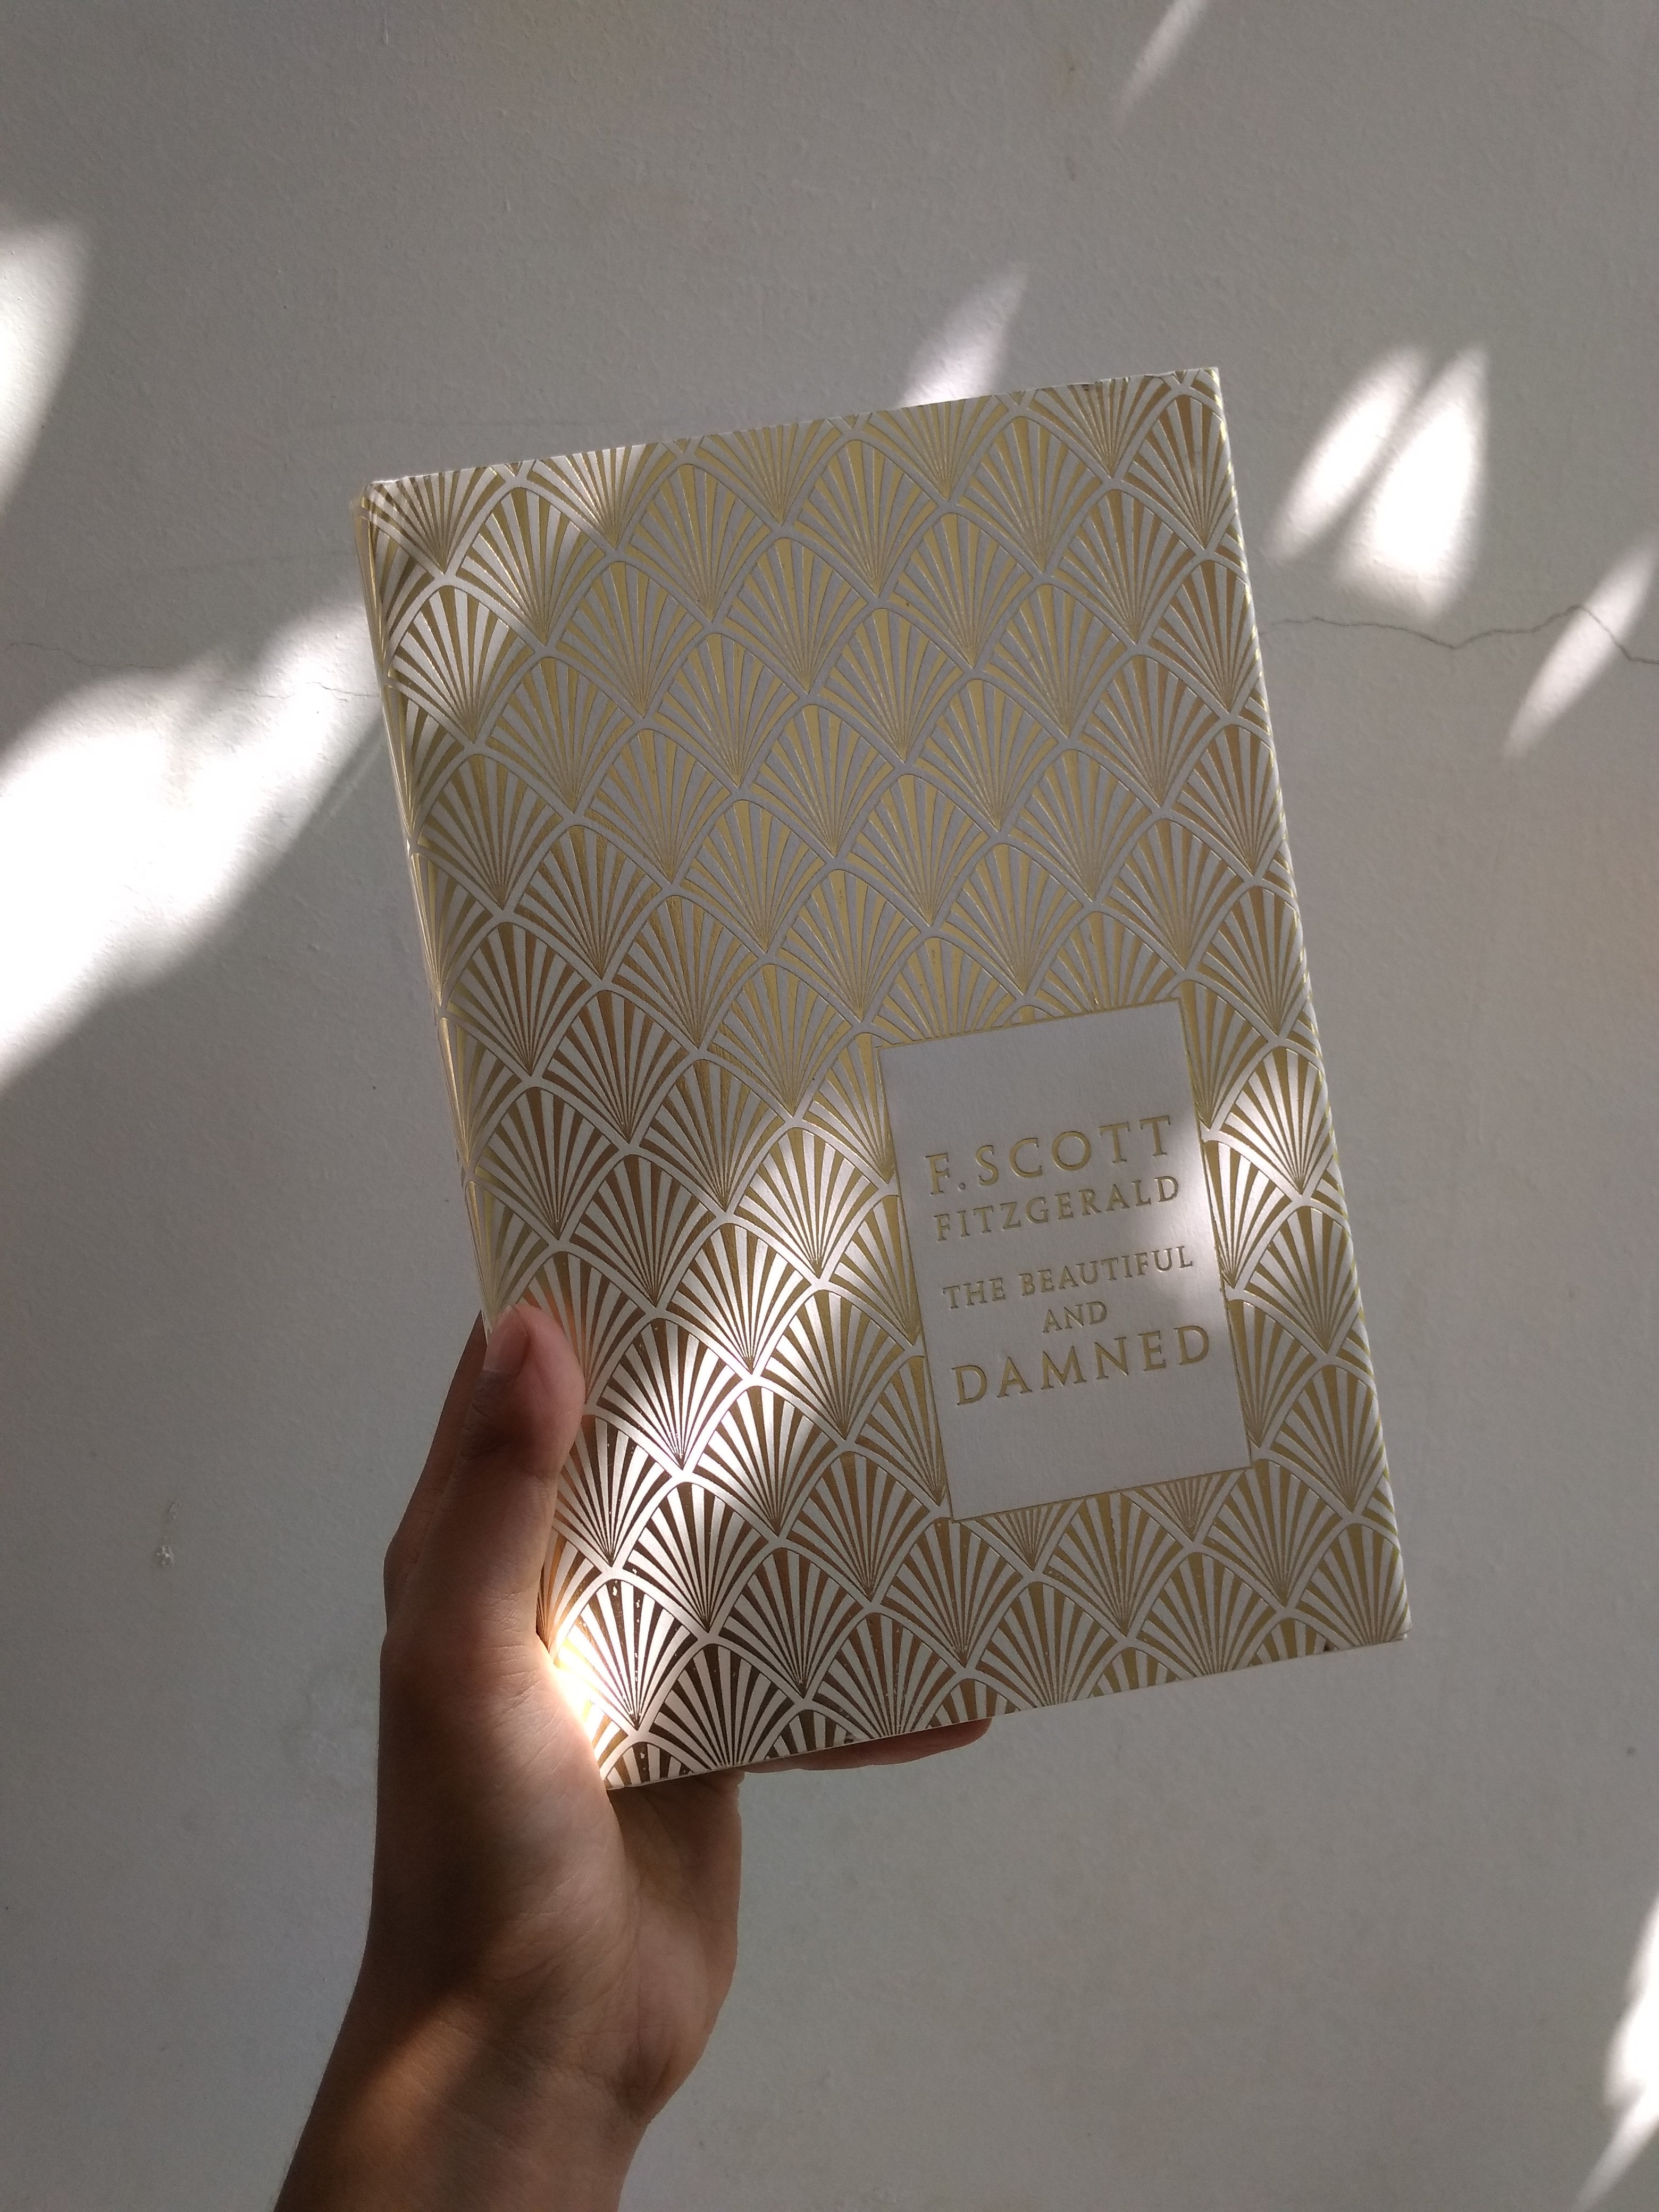 F. SCOTT
FITZGERALD
THE BEAUTIFUL
AND
DAMNED